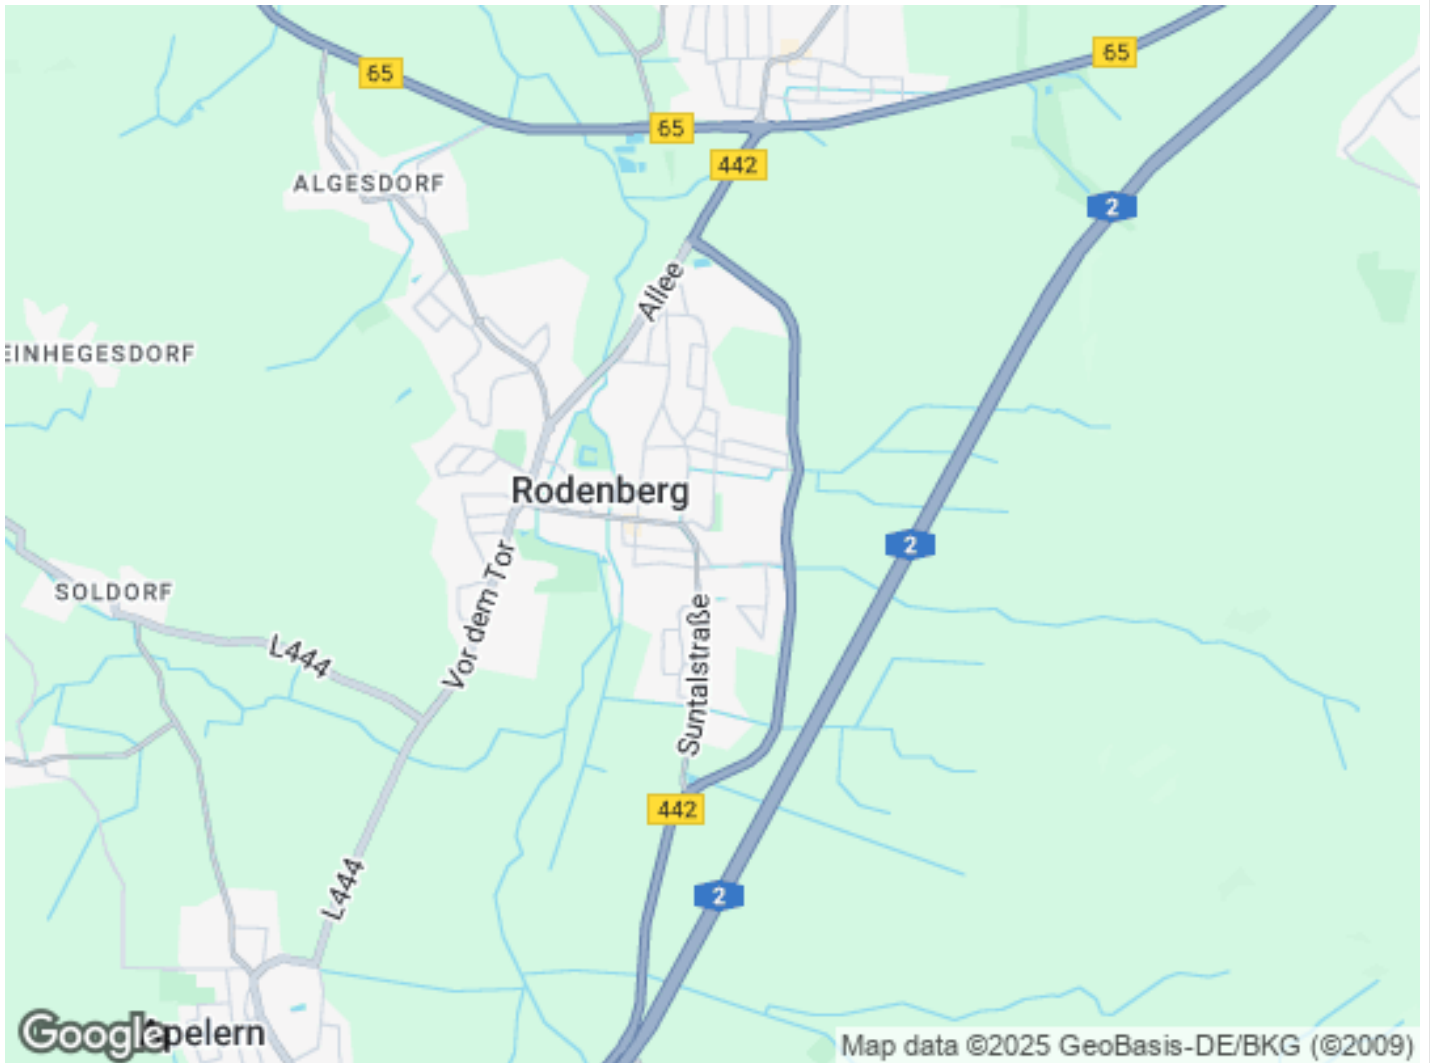 65
65
65
442
2
ALGESDORF
Allee
EINHEGESDORF
Rodenberg
2
Vor dem Tor
SOLDORF
Suntalstraße
L444
442
L444
2
Google
Apelern
Map data ©2025 GeoBasis-DE/BKG (©2009)